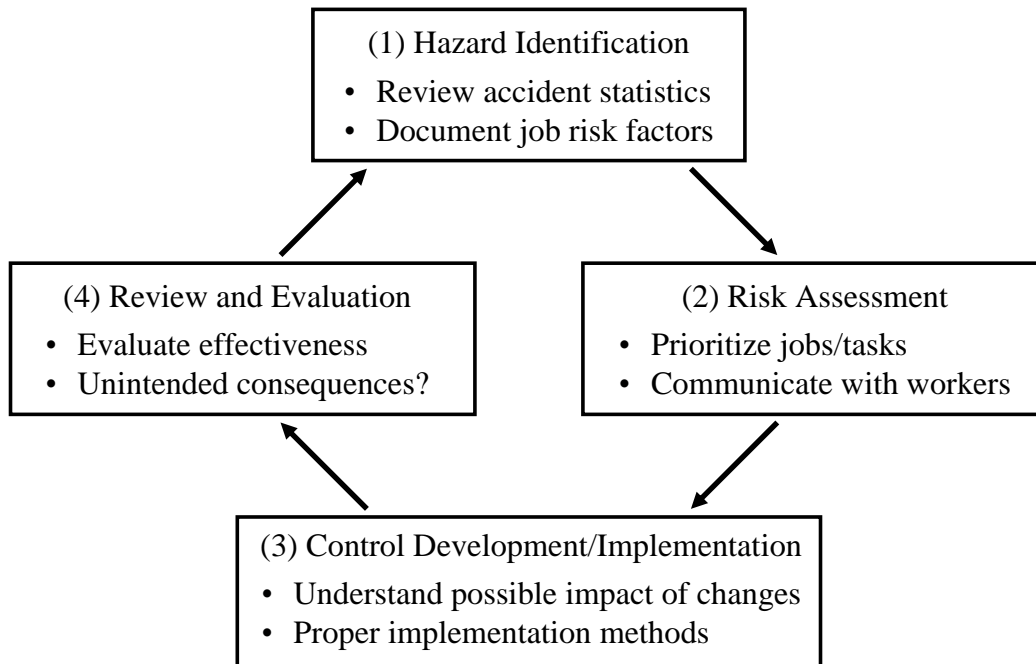 (1) Hazard Identification
• Review accident statistics
• Document job risk factors
(4) Review and Evaluation
• Evaluate effectiveness
• Unintended consequences?
(2) Risk Assessment
• Prioritize jobs/tasks
• Communicate with workers
(3) Control Development/Implementation
• Understand possible impact of changes
• Proper implementation methods